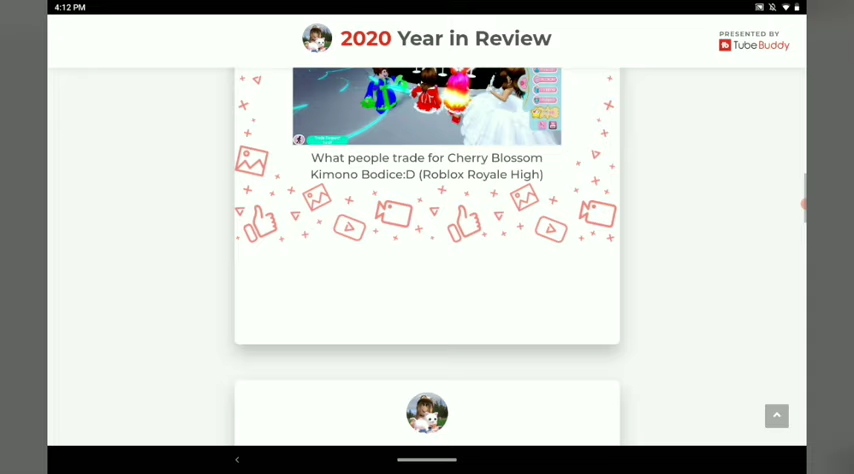 4:12 PM
2020 Year in Review
PRESENTED BY
TubeBuddy
What people trade for Cherry Blossom
Kimono Bodice:D (Roblox Royale High)